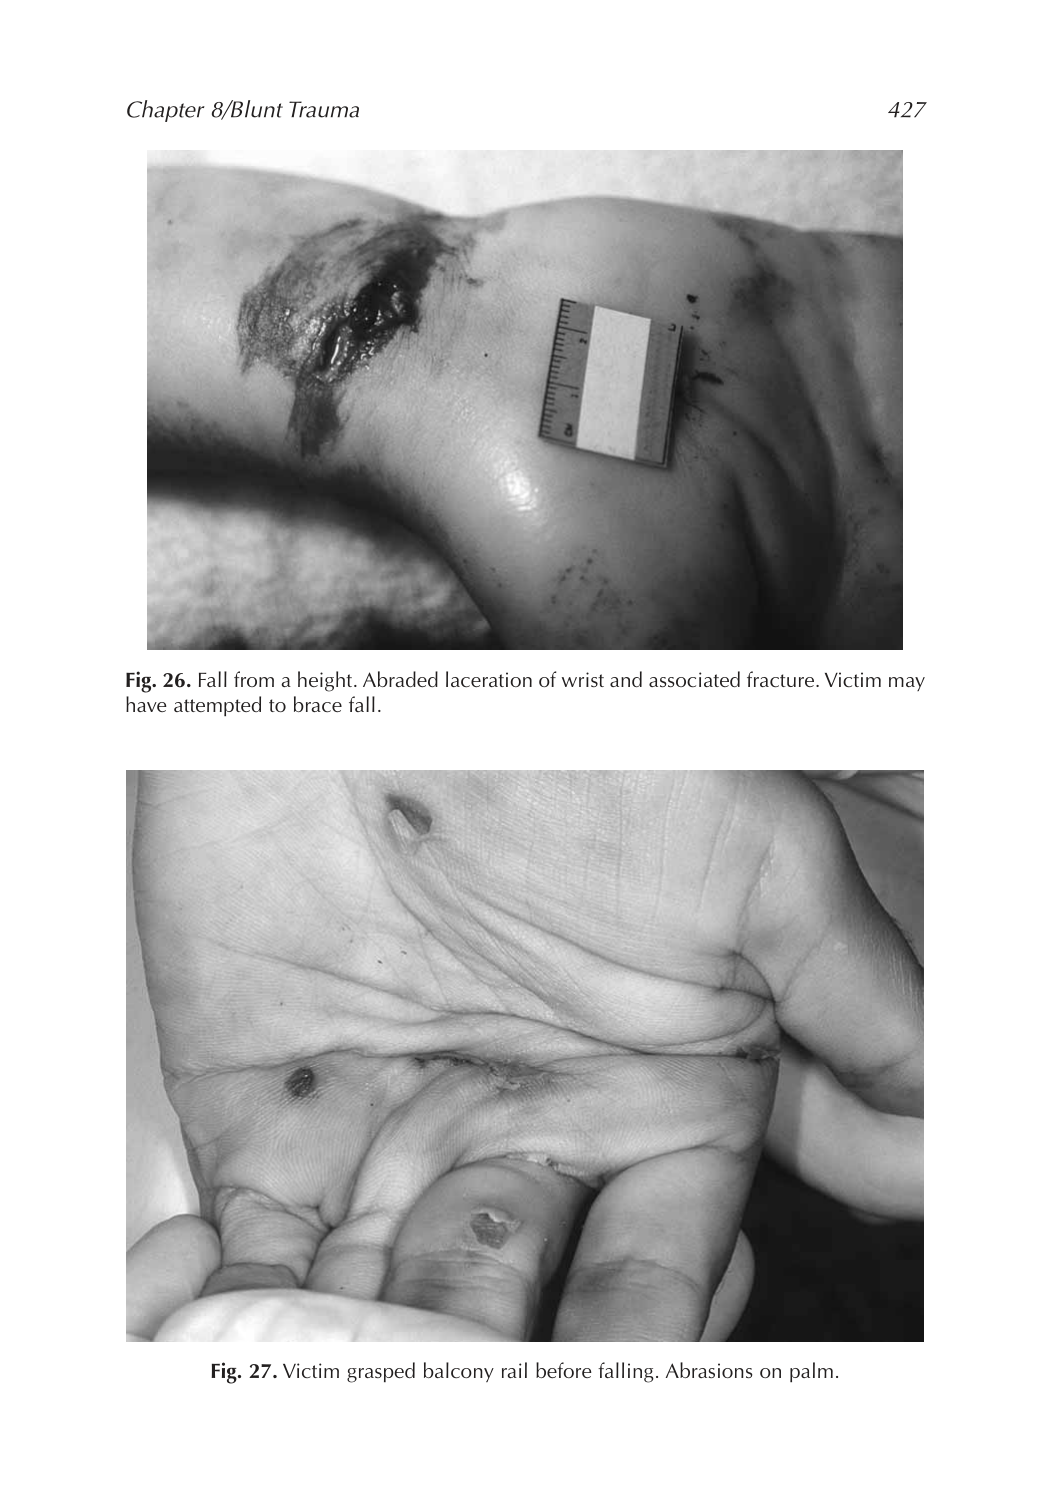 Chapter 8/Blunt Trauma 427
Fig. 26. Fall from a height. Abraded laceration of wrist and associated fracture. Victim may
have attempted to brace fall.
Fig. 27. Victim grasped balcony rail before falling. Abrasions on palm.